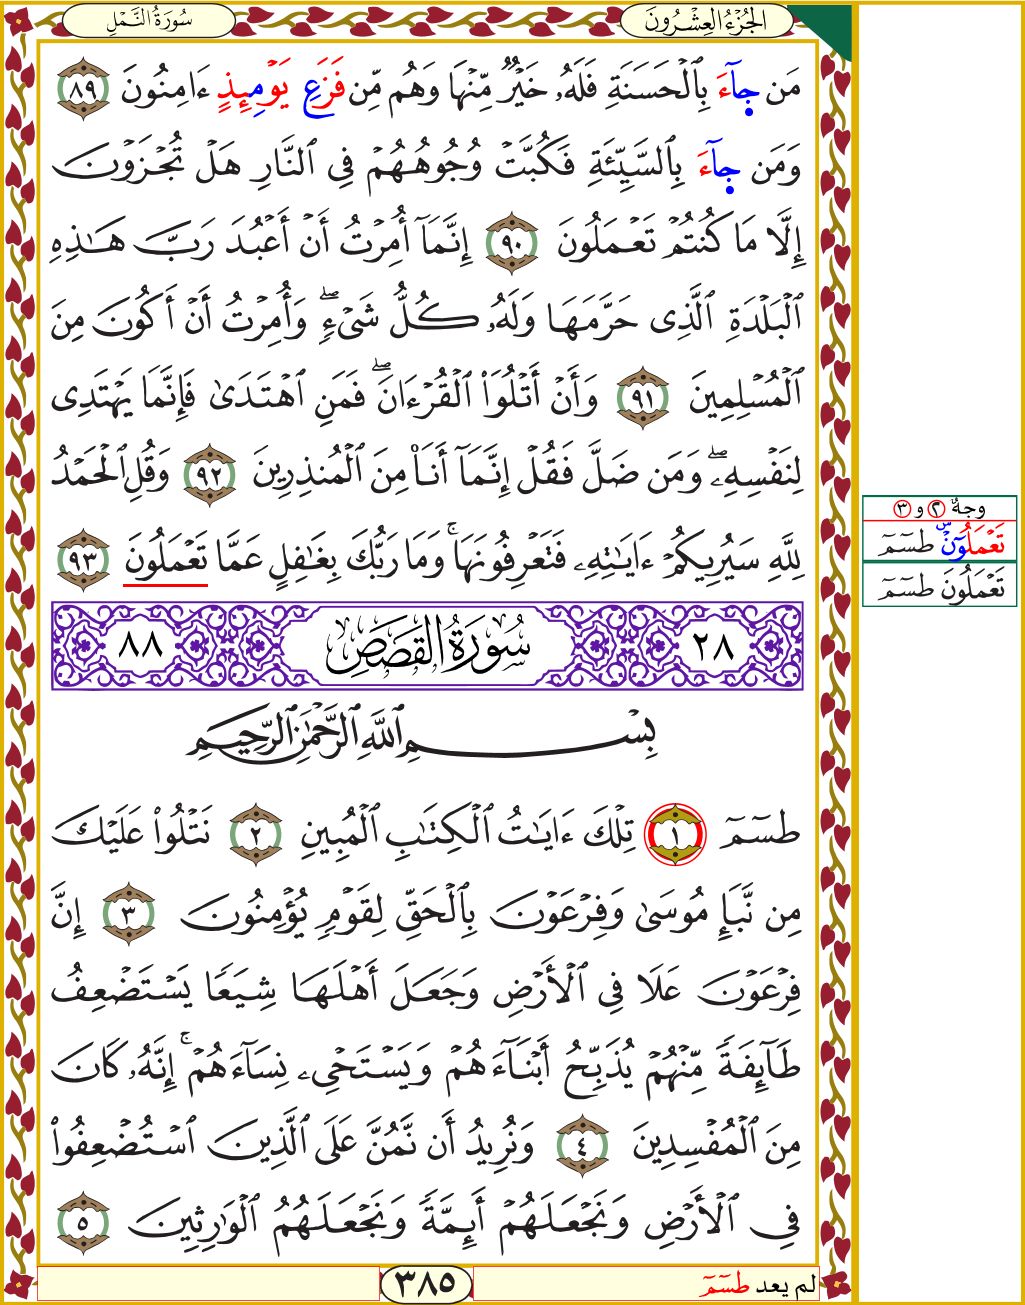 الجُزْءُ العِشْرُونَ
سُورَةُ النَّمْلِ
مَن جَآءَ بِٱلْحَسَنَةِ فَلَهُۥ خَيْرٌ مِّنْهَا وَهُم مِّن فَزَعِ يَوْمِئِذٍ ءَامِنُونَ ٨٩
وَمَن جَآءَ بِٱلسَّيِّئَةِ فَكُبَّتْ وُجُوهُهُمْ فِى ٱلنَّارِ هَلْ تُجْزَوْنَ
إِلَّا مَا كُنتُمْ تَعْمَلُونَ ٩٠ إِنَّمَآ أُمِرْتُ أَنْ أَعْبُدَ رَبَّ هَـٰذِهِ
ٱلْبَلْدَةِ ٱلَّذِى حَرَّمَهَا وَلَهُۥ كُلُّ شَىْءٍۖ وَأُمِرْتُ أَنْ أَكُونَ مِنَ
ٱلْمُسْلِمِينَ ٩١ وَأَنْ أَتْلُوَا۟ ٱلْقُرْءَانَۖ فَمَنِ ٱهْتَدَىٰ فَإِنَّمَا يَهْتَدِى
لِنَفْسِهِۦۖ وَمَن ضَلَّ فَقُلْ إِنَّمَآ أَنَا۠ مِنَ ٱلْمُنذِرِينَ ٩٢ وَقُلِ ٱلْحَمْدُ
لِلَّهِ سَيُرِيكُمْ ءَايَـٰتِهِۦ فَتَعْرِفُونَهَاۚ وَمَا رَبُّكَ بِغَـٰفِلٍ عَمَّا تَعْمَلُونَ ٩٣
٢٨ سُورَةُ القَصَصِ ٨٨
بِسْمِ ٱللَّهِ ٱلرَّحْمَـٰنِ ٱلرَّحِيمِ
طسٓمٓ ١ تِلْكَ ءَايَـٰتُ ٱلْكِتَـٰبِ ٱلْمُبِينِ ٢ نَتْلُوا۟ عَلَيْكَ
مِن نَّبَإِ مُوسَىٰ وَفِرْعَوْنَ بِٱلْحَقِّ لِقَوْمٍ يُؤْمِنُونَ ٣ إِنَّ
فِرْعَوْنَ عَلَا فِى ٱلْأَرْضِ وَجَعَلَ أَهْلَهَا شِيَعًا يَسْتَضْعِفُ
طَآئِفَةً مِّنْهُمْ يُذَبِّحُ أَبْنَآءَهُمْ وَيَسْتَحْىِۦ نِسَآءَهُمْۚ إِنَّهُۥ كَانَ
مِنَ ٱلْمُفْسِدِينَ ٤ وَنُرِيدُ أَن نَّمُنَّ عَلَى ٱلَّذِينَ ٱسْتُضْعِفُوا۟
فِى ٱلْأَرْضِ وَنَجْعَلَهُمْ أَئِمَّةً وَنَجْعَلَهُمُ ٱلْوَٰرِثِينَ ٥
وجهٌ ٢ و ٣
تَعْمَلُونَۜ طسٓمٓ
تَعْمَلُونَ طسٓمٓ
لم يعد طسٓمٓ
٣٨٥